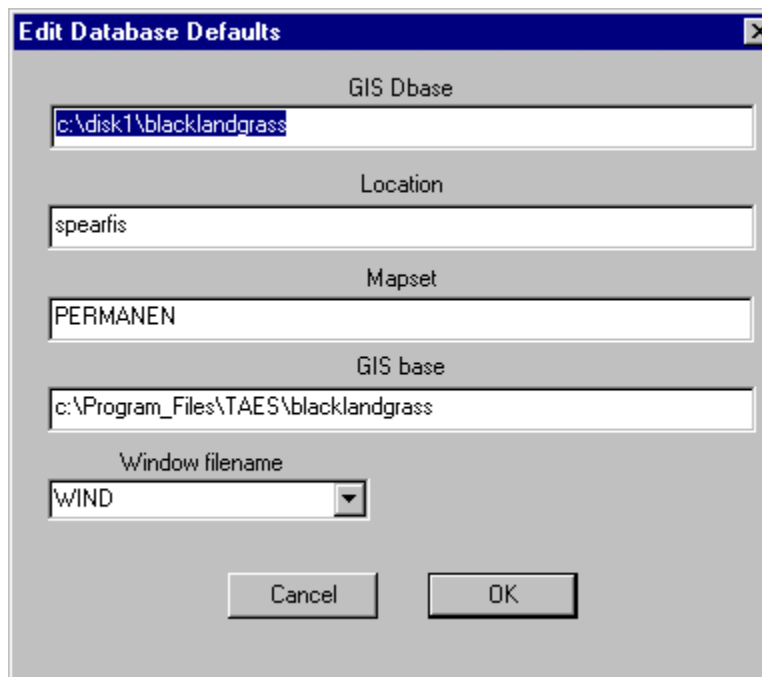 Edit Database Defaults
GIS Dbase
c:\disk1\blacklandgrass
Location
spearfis
Mapset
PERMANEN
GIS base
c:\Program_Files\TAES\blacklandgrass
Window filename
WIND
Cancel OK